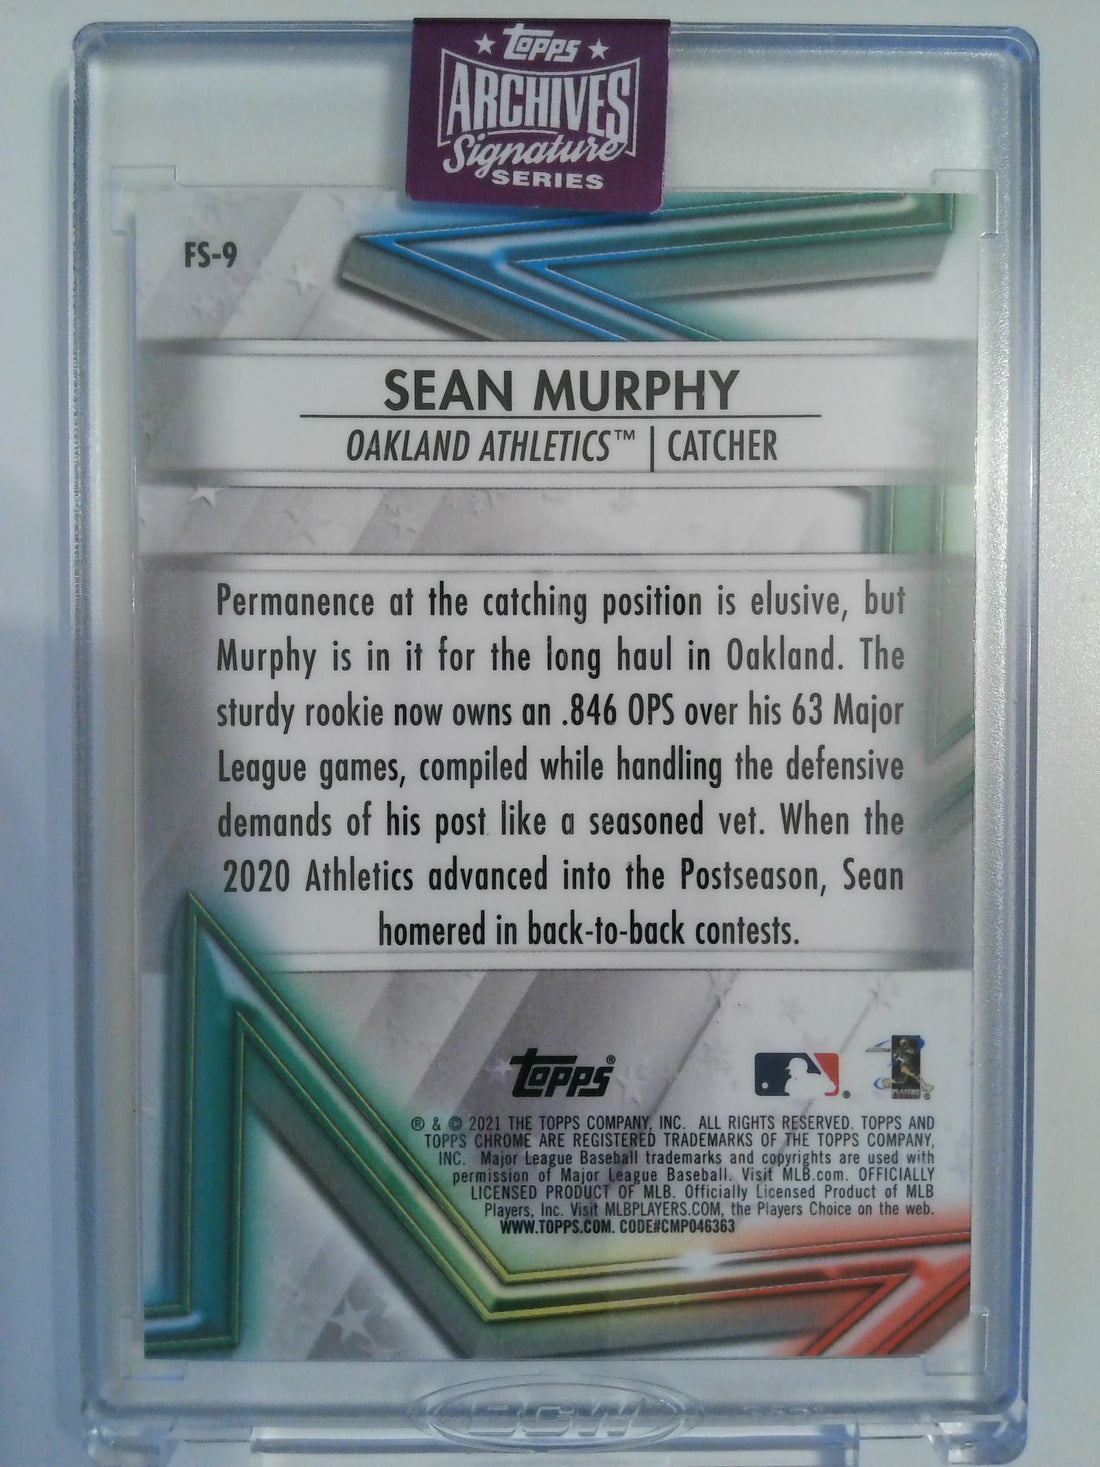 Topps
ARCHIVES
Signature
SERIES
FS-9
SEAN MURPHY
OAKLAND ATHLETICS™ | CATCHER
Permanence at the catching position is elusive, but
Murphy is in it for the long haul in Oakland. The
sturdy rookie now owns an .846 OPS over his 63 Major
League games, compiled while handling the defensive
demands of his post like a seasoned vet. When the
2020 Athletics advanced into the Postseason, Sean
homered in back-to-back contests.
Topps®
® & © 2021 THE TOPPS COMPANY, INC. ALL RIGHTS RESERVED. TOPPS AND
TOPPS CHROME ARE REGISTERED TRADEMARKS OF THE TOPPS COMPANY,
INC. Major League Baseball trademarks and copyrights are used with
permission of Major League Baseball. Visit MLB.com. OFFICIALLY
LICENSED PRODUCT OF MLB. Officially Licensed Product of MLB
Players, Inc. Visit MLBPLAYERS.COM, the Players Choice on the web.
WWW.TOPPS.COM. CODE#CMP046363
BCW